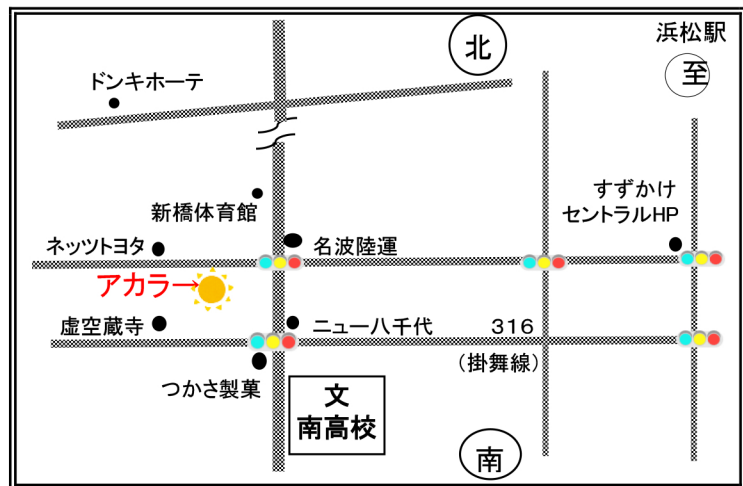 浜松駅
至
北
ドンキホーテ
すずかけ
セントラルHP
新橋体育館
ネッツトヨタ
名波陸運
アカラ→
虚空蔵寺
ニュー八千代
316
(掛舞線)
つかさ製菓
文
南高校
南